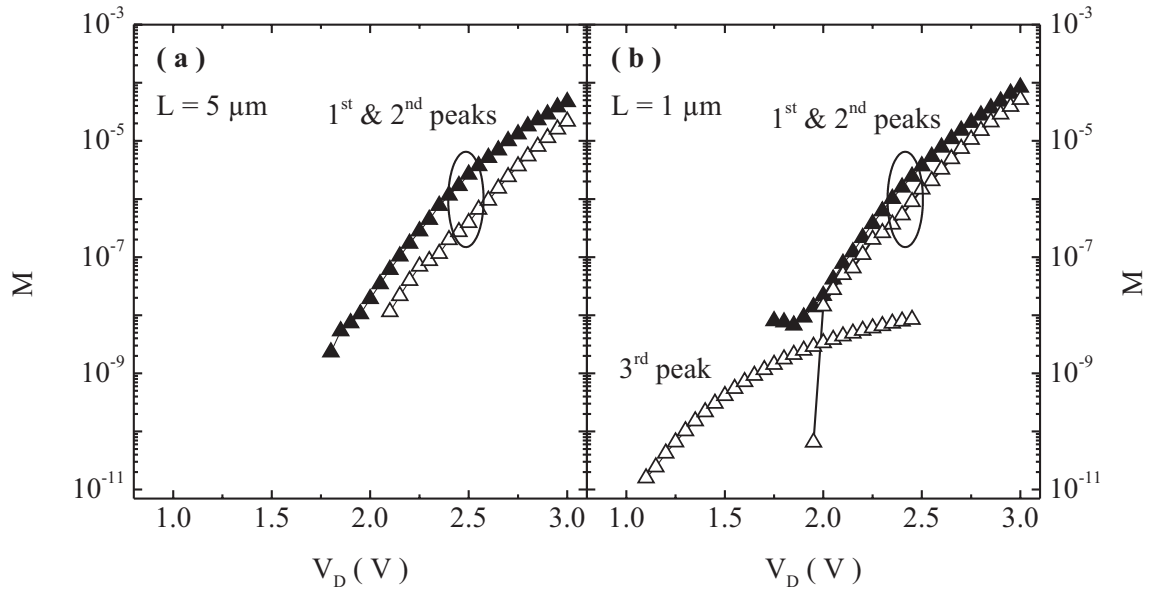 10⁻³
10⁻⁵
10⁻⁷
10⁻⁹
10⁻¹¹
M
( a )
L = 5 µm
1ˢᵗ & 2ⁿᵈ peaks
1.0 1.5 2.0 2.5 3.0
V_D ( V )
( b )
L = 1 µm
1ˢᵗ & 2ⁿᵈ peaks
3ʳᵈ peak
1.0 1.5 2.0 2.5 3.0
V_D ( V )
10⁻³
10⁻⁵
10⁻⁷
10⁻⁹
10⁻¹¹
M